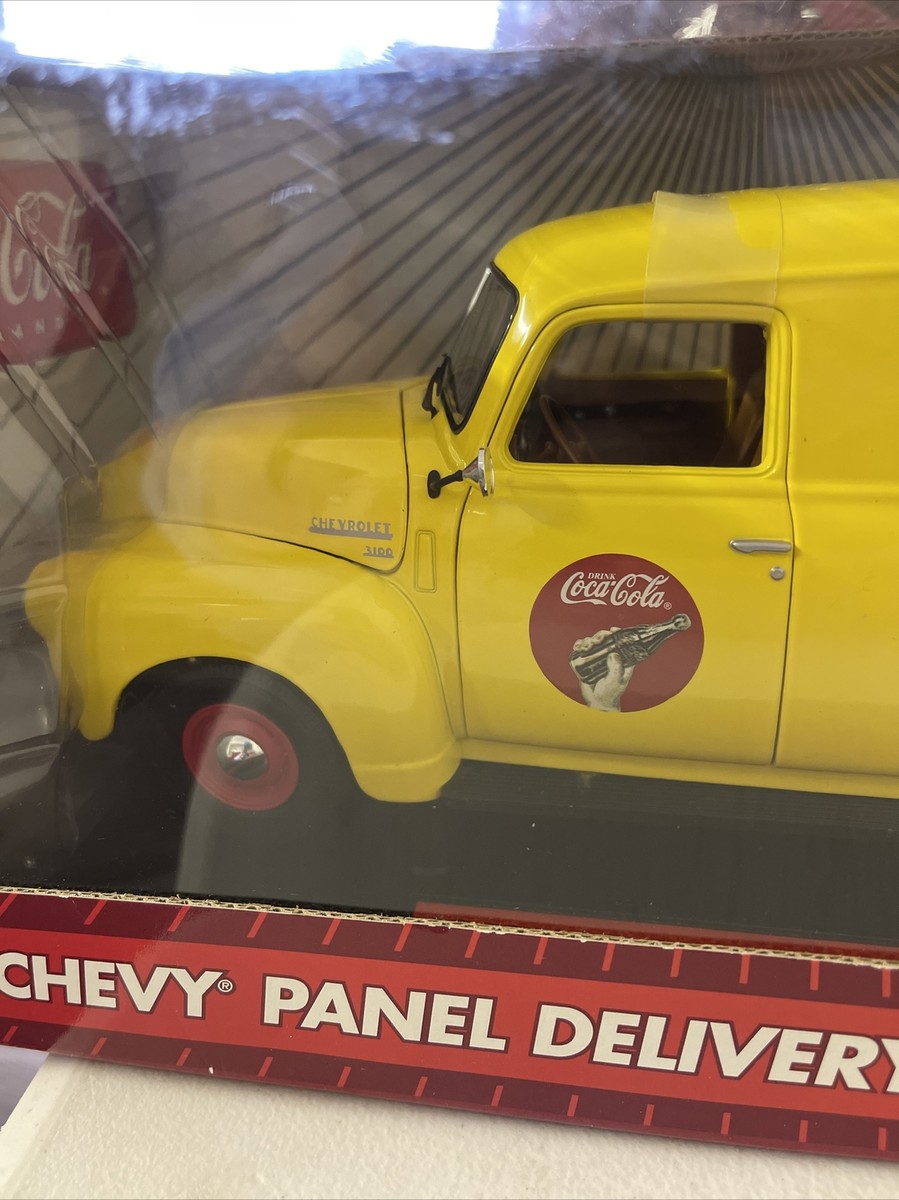 Cola
CHEVROLET
3100
DRINK
Coca-Cola®
CHEVY® PANEL DELIVERY